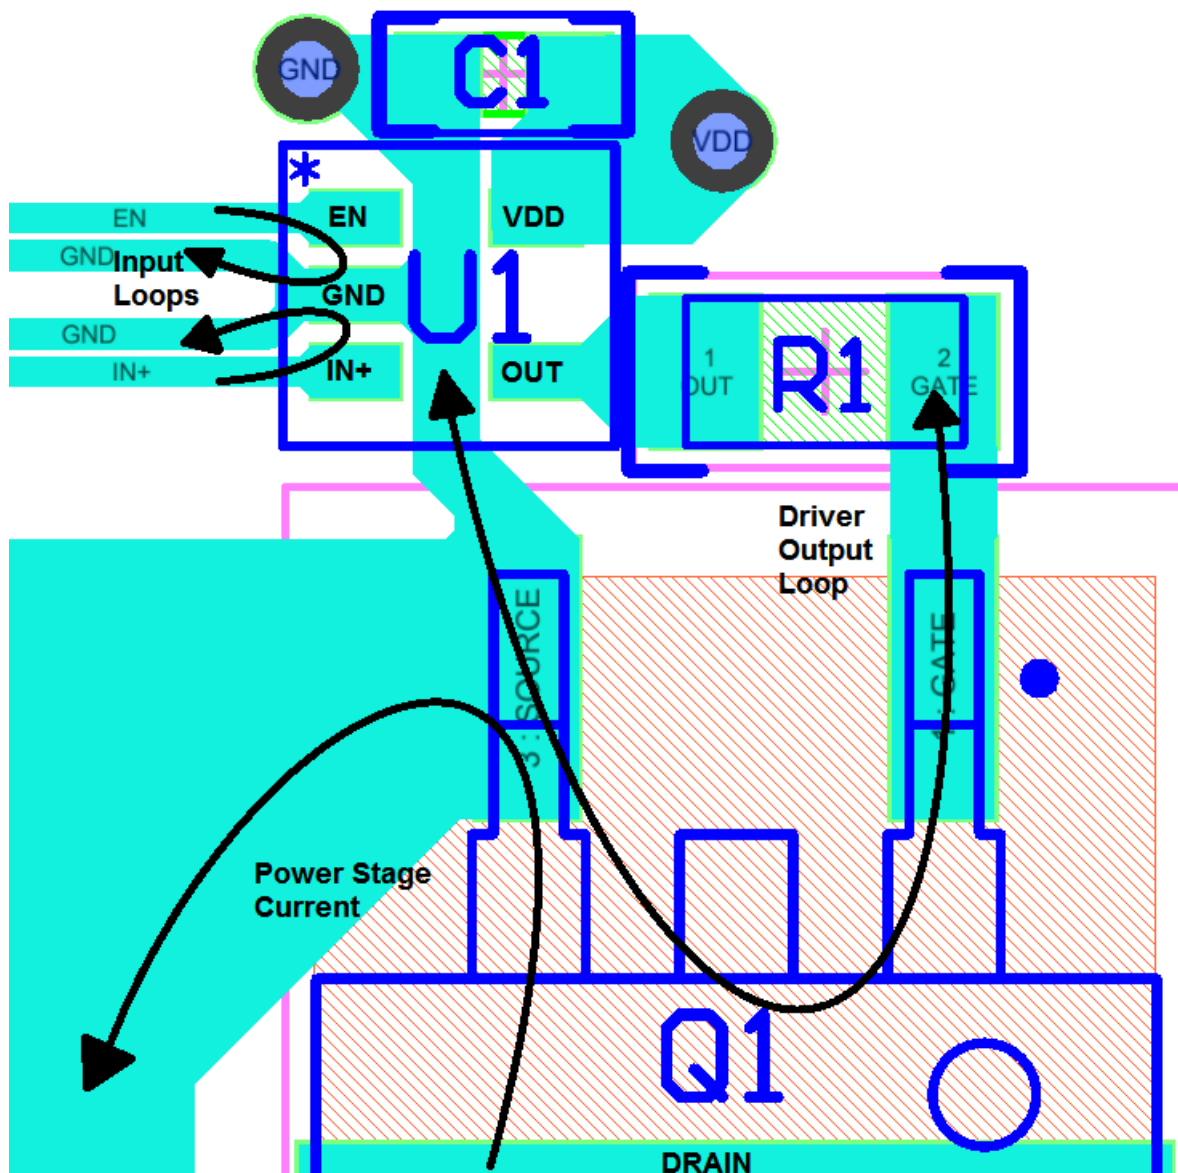 C1
GND
VDD
*
EN
EN
VDD
GND
Input
Loops
GND
U1
GND
IN+
IN+
OUT
1
OUT
R1
2
GATE
Driver
Output
Loop
3 : SOURCE
1 : GATE
Power Stage
Current
Q1
DRAIN